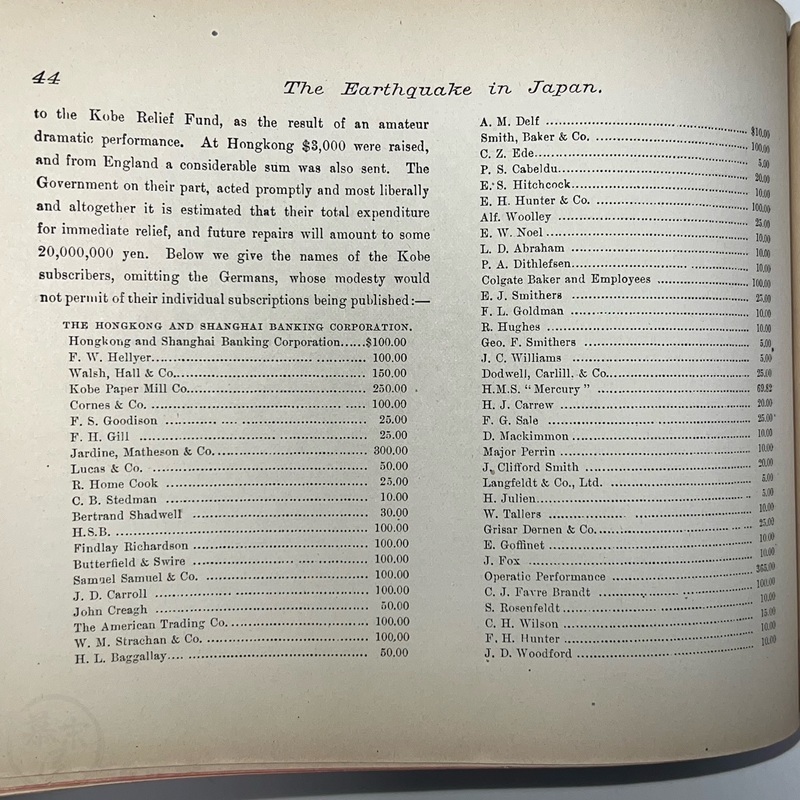 44
The Earthquake in Japan.
to the Kobe Relief Fund, as the result of an amateur
dramatic performance. At Hongkong $3,000 were raised,
and from England a considerable sum was also sent. The
Government on their part, acted promptly and most liberally
and altogether it is estimated that their total expenditure
for immediate relief, and future repairs will amount to some
20,000,000 yen. Below we give the names of the Kobe
subscribers, omitting the Germans, whose modesty would
not permit of their individual subscriptions being published:—
THE HONGKONG AND SHANGHAI BANKING CORPORATION.
Hongkong and Shanghai Banking Corporation......$100.00
F. W. Hellyer........ 100.00
Walsh, Hall & Co........ 150.00
Kobe Paper Mill Co........ 250.00
Cornes & Co. ........ 100.00
F. S. Goodison ........ 25.00
F. H. Gill ........ 25.00
Jardine, Matheson & Co........ 300.00
Lucas & Co. ........ 50.00
R. Home Cook ........ 25.00
C. B. Stedman ........ 10.00
Bertrand Shadwell ........ 30.00
H.S.B. ........ 100.00
Findlay Richardson ........ 100.00
Butterfield & Swire ........ 100.00
Samuel Samuel & Co. ........ 100.00
J. D. Carroll ........ 100.00
John Creagh ........ 50.00
The American Trading Co........ 100.00
W. M. Strachan & Co. ........ 100.00
H. L. Baggallay........ 50.00
A. M. Delf ........ $10.00
Smith, Baker & Co. ........ 100.00
C. Z. Ede........ 5.00
P. S. Cabeldu........ 20.00
E. S. Hitchcock........ 10.00
E. H. Hunter & Co. ........ 100.00
Alf. Woolley ........ 25.00
E. W. Noel ........ 10.00
L. D. Abraham ........ 10.00
P. A. Dithlefsen........ 10.00
Colgate Baker and Employees ........ 100.00
E. J. Smithers ........ 25.00
F. L. Goldman ........ 10.00
R. Hughes ........ 10.00
Geo. F. Smithers ........ 5.00
J. C. Williams ........ 5.00
Dodwell, Carlill. & Co........ 25.00
H.M.S. "Mercury" ........ 69.82
H. J. Carrew ........ 20.00
F. G. Sale ........ 25.00
D. Mackimmon ........ 10.00
Major Perrin ........ 10.00
J. Clifford Smith ........ 20.00
Langfeldt & Co., Ltd. ........ 5.00
H. Julien........ 5.00
W. Tallers ........ 10.00
Grisar Dernen & Co........ 25.00
E. Goffinet ........ 10.00
J. Fox ........ 10.00
Operatic Performance ........ 365.00
C. J. Favre Brandt ........ 100.00
S. Rosenfeldt ........ 10.00
C. H. Wilson ........ 15.00
F. H. Hunter ........ 10.00
J. D. Woodford ........ 10.00